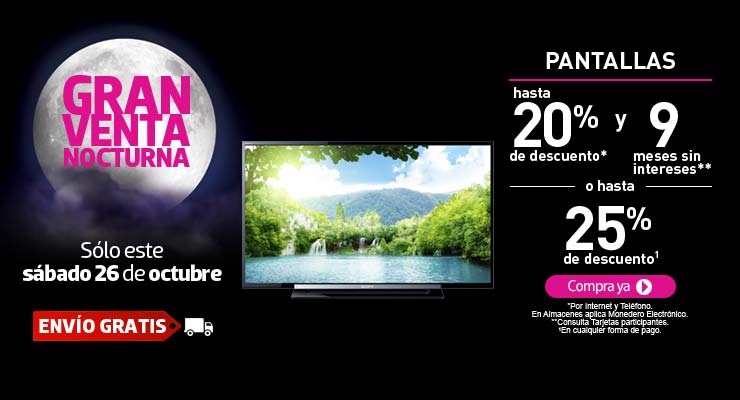 GRAN
VENTA
NOCTURNA
Sólo este
sábado 26 de octubre
ENVÍO GRATIS
SONY
PANTALLAS
hasta
20% y 9
de descuento* meses sin
intereses**
o hasta
25%
de descuento¹
Compra ya
*Por Internet y Teléfono.
En Almacenes aplica Monedero Electrónico.
**Consulta Tarjetas participantes.
¹En cualquier forma de pago.